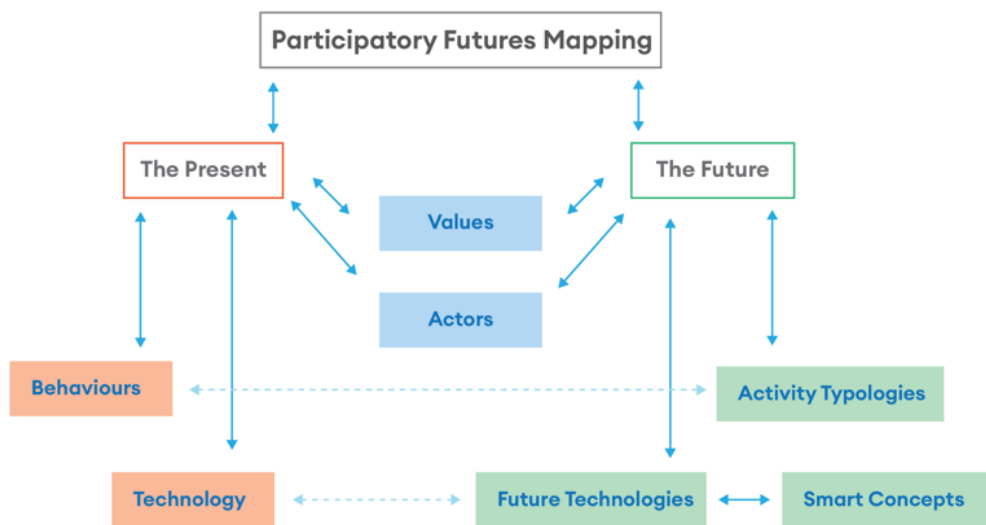 Participatory Futures Mapping
The Present
The Future
Values
Actors
Behaviours
Activity Typologies
Technology
Future Technologies
Smart Concepts